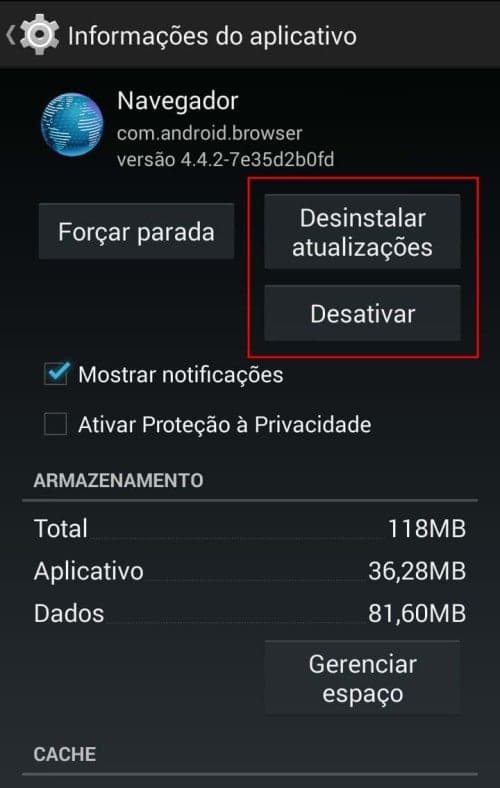 Informações do aplicativo
Navegador
com.android.browser
versão 4.4.2-7e35d2b0fd
Forçar parada
Desinstalar
atualizações
Desativar
Mostrar notificações
Ativar Proteção à Privacidade
ARMAZENAMENTO
Total 118MB
Aplicativo 36,28MB
Dados 81,60MB
Gerenciar
espaço
CACHE